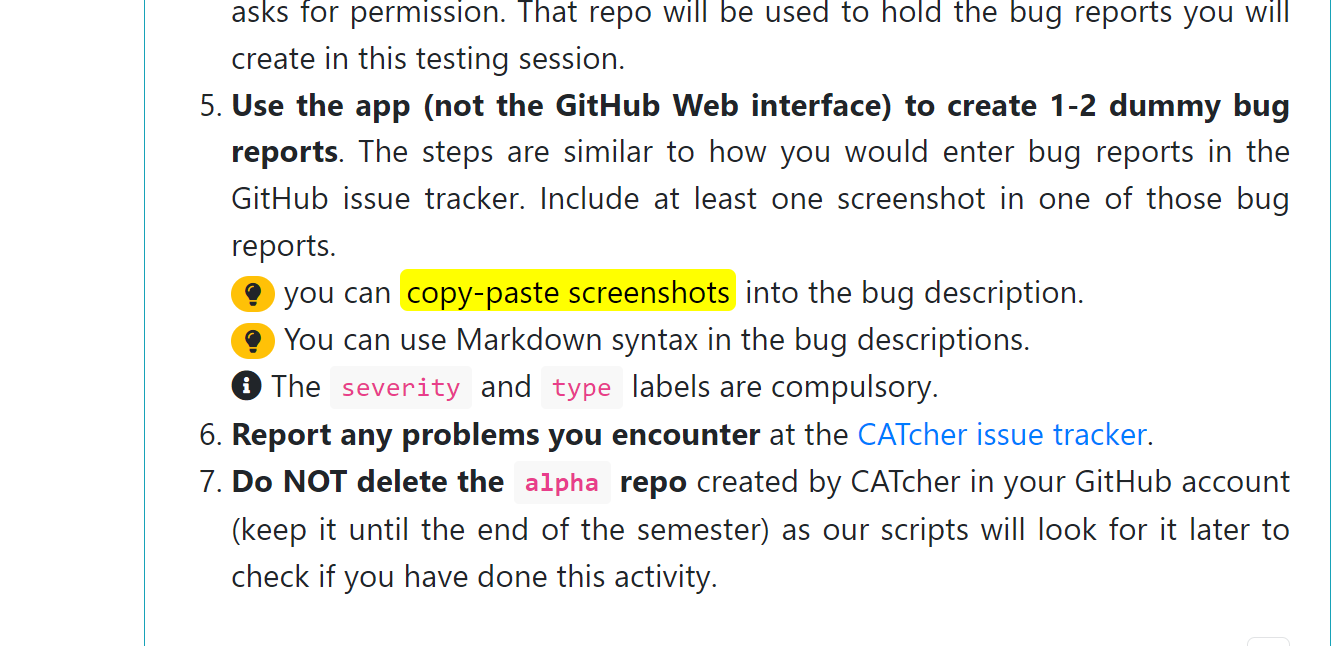 asks for permission. That repo will be used to hold the bug reports you will
create in this testing session.
5. Use the app (not the GitHub Web interface) to create 1-2 dummy bug
reports. The steps are similar to how you would enter bug reports in the
GitHub issue tracker. Include at least one screenshot in one of those bug
reports.
you can copy-paste screenshots into the bug description.
You can use Markdown syntax in the bug descriptions.
The severity and type labels are compulsory.
6. Report any problems you encounter at the CATcher issue tracker.
7. Do NOT delete the alpha repo created by CATcher in your GitHub account
(keep it until the end of the semester) as our scripts will look for it later to
check if you have done this activity.